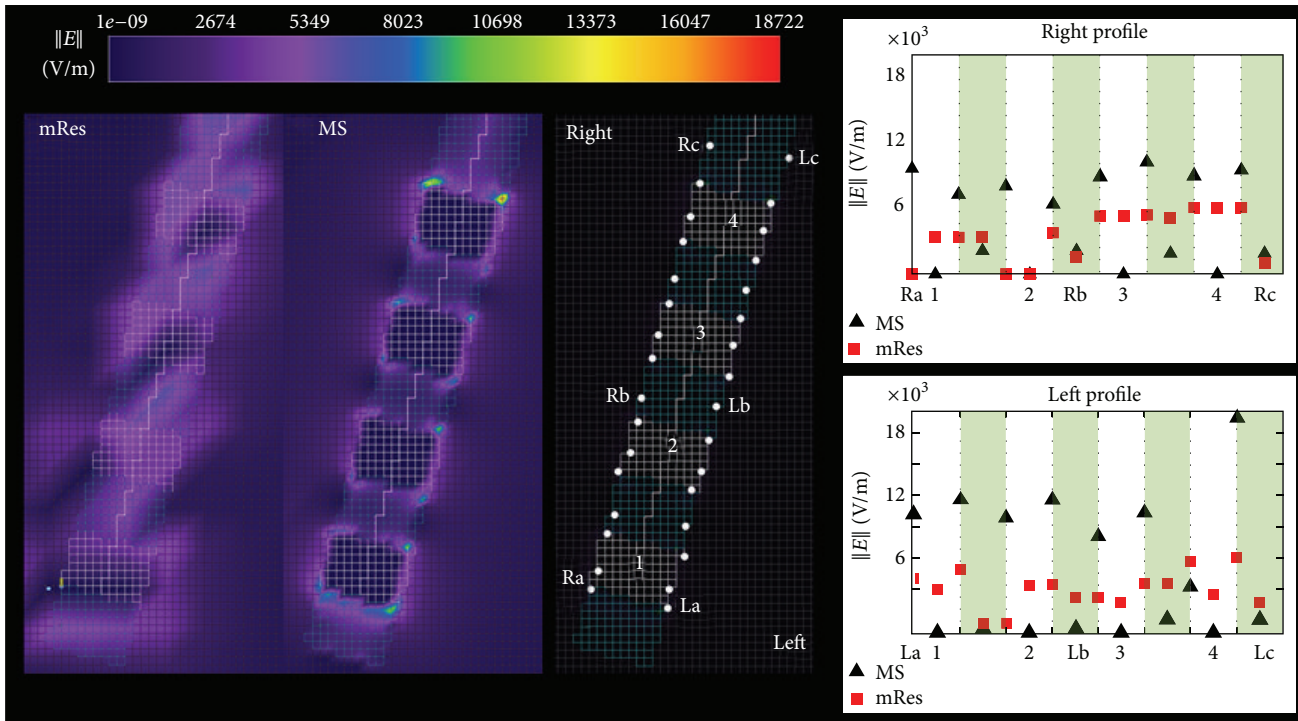 1e−09 2674 5349 8023 10698 13373 16047 18722
‖E‖
(V/m)
mRes
MS
Right
Rc
Lc
4
3
Rb
Lb
2
1
Ra
La
Left
Right profile
×10³
18
12
6
‖E‖ (V/m)
Ra 1 2 Rb 3 4 Rc
MS
mRes
Left profile
×10³
18
12
6
‖E‖ (V/m)
La 1 2 Lb 3 4 Lc
MS
mRes